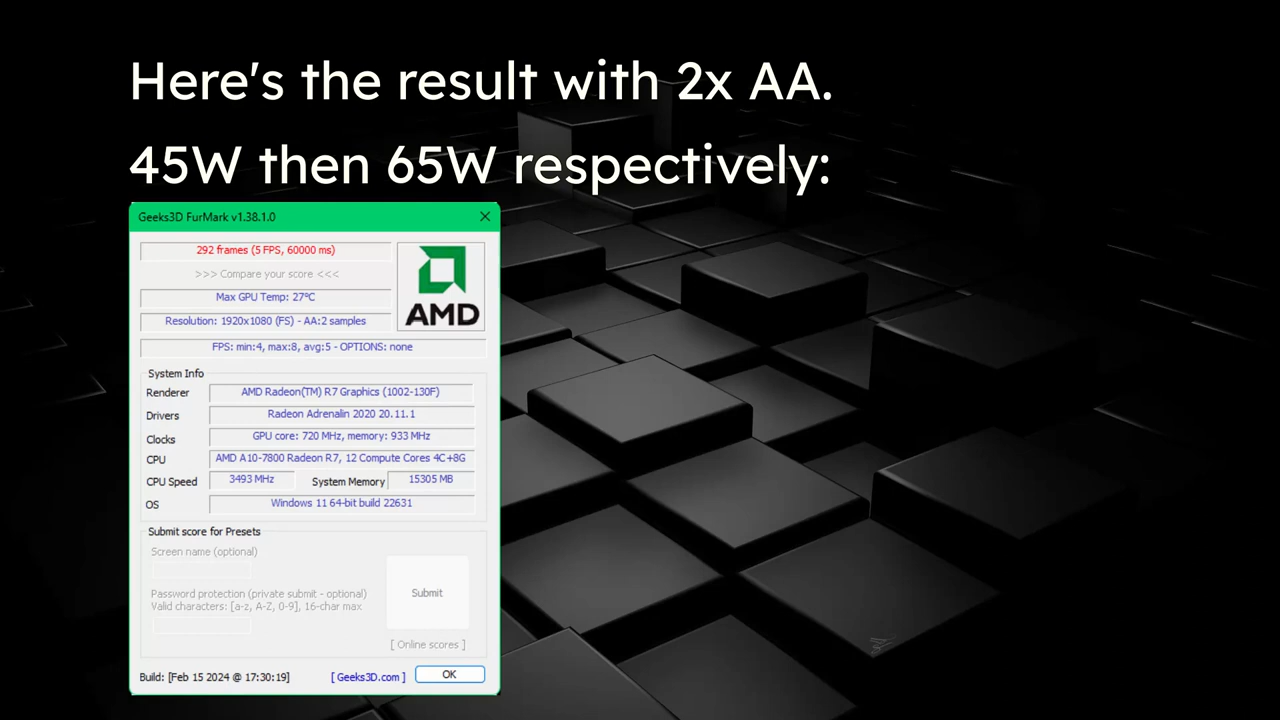 Here's the result with 2x AA.
45W then 65W respectively:
Geeks3D FurMark v1.38.1.0
292 frames (5 FPS, 60000 ms)
>>> Compare your score <<<
Max GPU Temp: 27°C
Resolution: 1920x1080 (FS) - AA:2 samples
AMD
FPS: min:4, max:8, avg:5 - OPTIONS: none
System Info
Renderer AMD Radeon(TM) R7 Graphics (1002-130F)
Drivers Radeon Adrenalin 2020 20.11.1
Clocks GPU core: 720 MHz, memory: 933 MHz
CPU AMD A10-7800 Radeon R7, 12 Compute Cores 4C+8G
CPU Speed 3493 MHz System Memory 15305 MB
OS Windows 11 64-bit build 22631
Submit score for Presets
Screen name (optional)
Password protection (private submit - optional)
Valid characters: [a-z, A-Z, 0-9], 16-char max
Submit
[ Online scores ]
Build: [Feb 15 2024 @ 17:30:19] [ Geeks3D.com ] OK